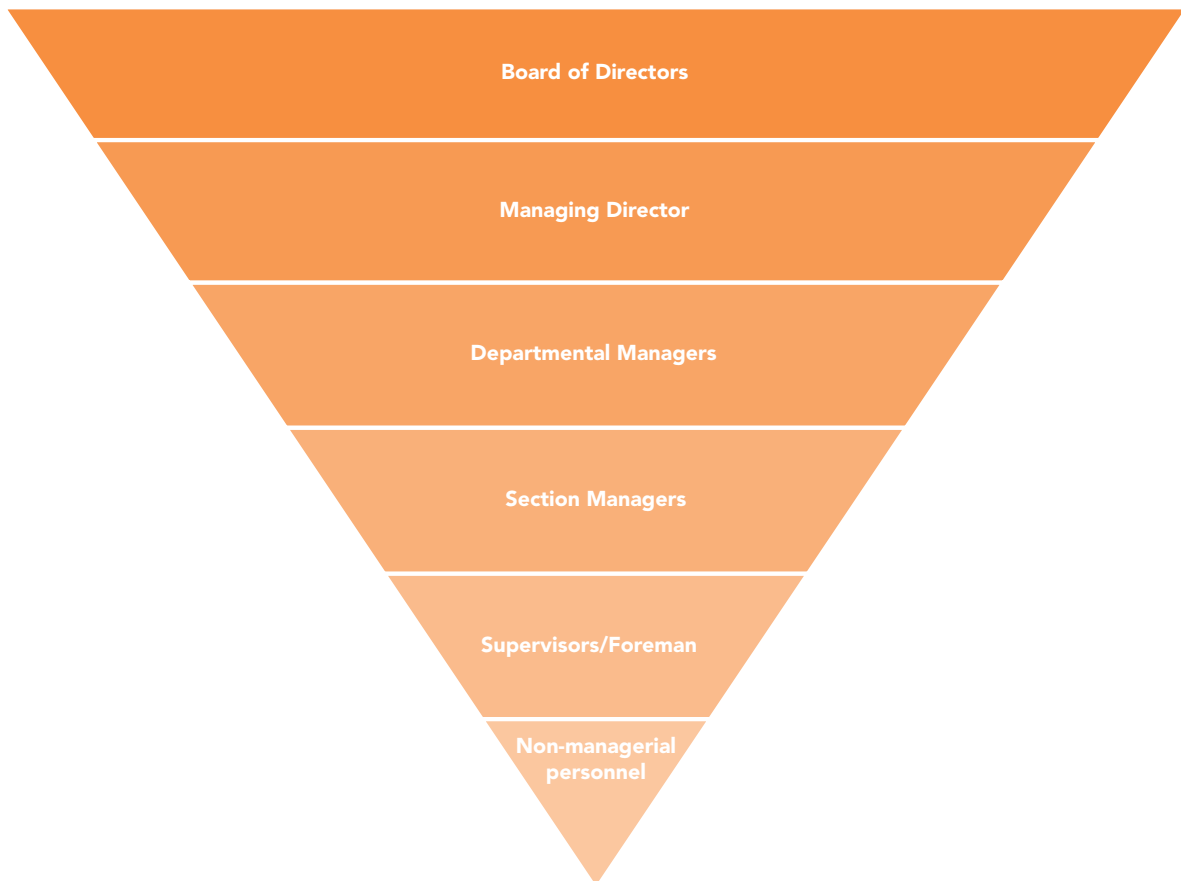 Board of Directors
Managing Director
Departmental Managers
Section Managers
Supervisors/Foreman
Non-managerial
personnel